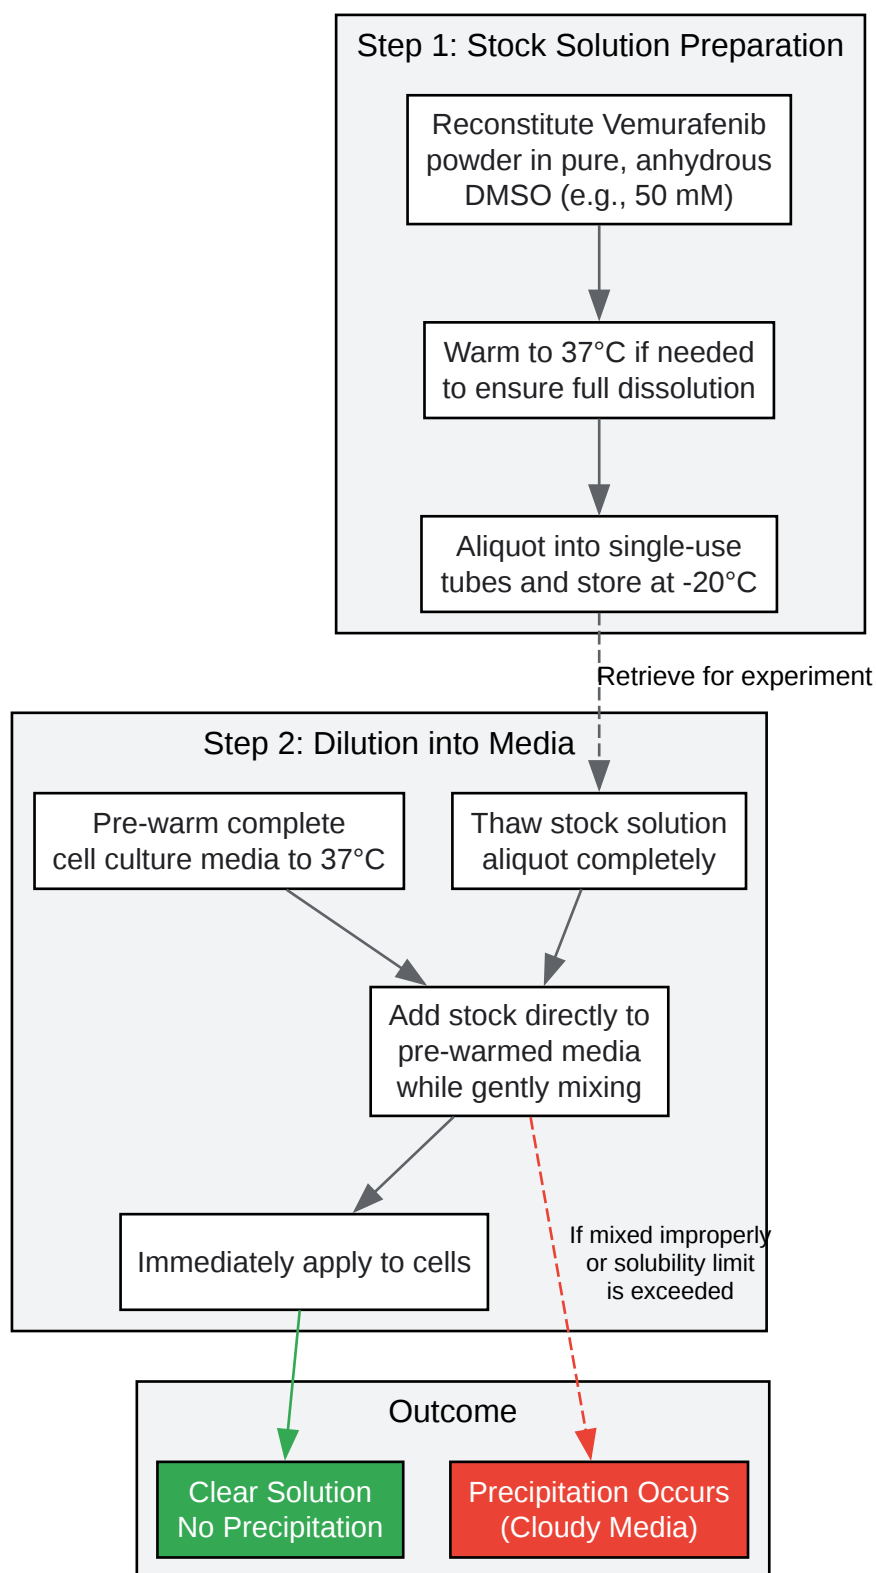 Step 1: Stock Solution Preparation
Reconstitute Vemurafenib
powder in pure, anhydrous
DMSO (e.g., 50 mM)
Warm to 37°C if needed
to ensure full dissolution
Aliquot into single-use
tubes and store at -20°C
Retrieve for experiment
Step 2: Dilution into Media
Pre-warm complete
cell culture media to 37°C
Thaw stock solution
aliquot completely
Add stock directly to
pre-warmed media
while gently mixing
Immediately apply to cells
If mixed improperly
or solubility limit
is exceeded
Outcome
Clear Solution
No Precipitation
Precipitation Occurs
(Cloudy Media)